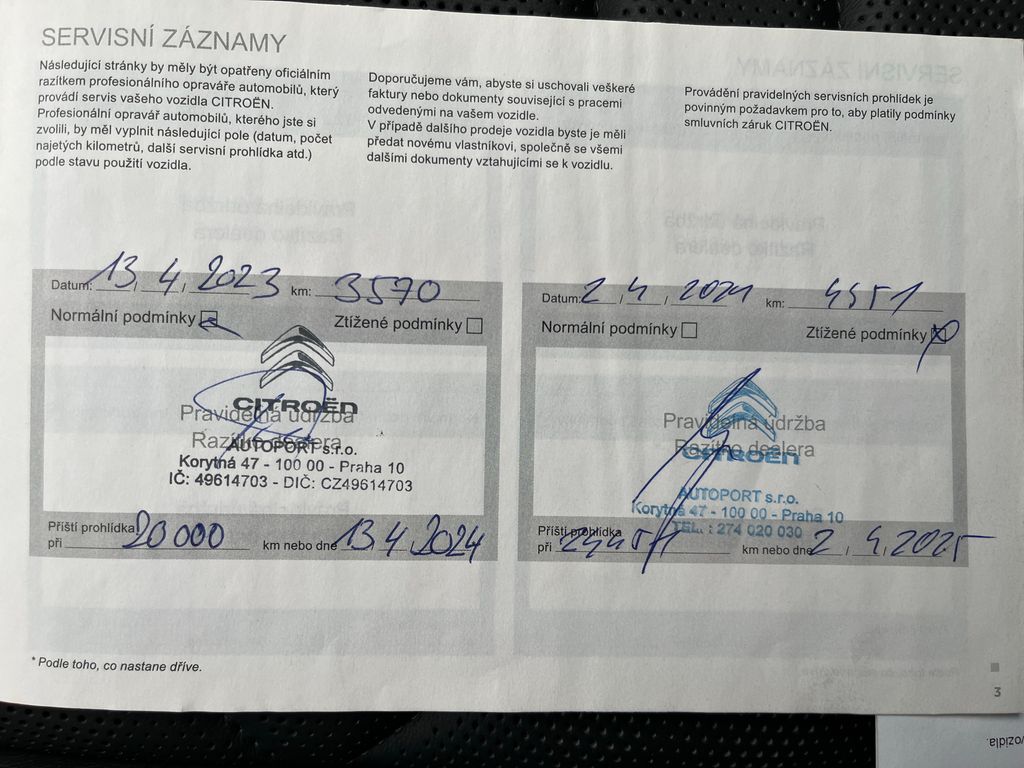 SERVISNÍ ZÁZNAMY
Následující stránky by měly být opatřeny oficiálním
razítkem profesionálního opraváře automobilů, který
provádí servis vašeho vozidla CITROËN.
Profesionální opravář automobilů, kterého jste si
zvolili, by měl vyplnit následující pole (datum, počet
najetých kilometrů, další servisní prohlídka atd.)
podle stavu použití vozidla.
Doporučujeme vám, abyste si uschovali veškeré
faktury nebo dokumenty související s pracemi
odvedenými na vašem vozidle.
V případě dalšího prodeje vozidla byste je měli
předat novému vlastníkovi, společně se všemi
dalšími dokumenty vztahujícími se k vozidlu.
Provádění pravidelných servisních prohlídek je
povinným požadavkem pro to, aby platily podmínky
smluvních záruk CITROËN.
Datum: 13, 4, 2023 km: 3570
Normální podmínky Ztížené podmínky
CITROËN
Pravidelná údržba
Razítko dealera
AUTOPORT s.r.o.
Korytná 47 - 100 00 - Praha 10
IČ: 49614703 - DIČ: CZ49614703
Příští prohlídka
při 20 000 km nebo dne 13.4.2024
Datum: 2, 4, km: 4451
Normální podmínky Ztížené podmínky
Pravidelná údržba
Razítko dealera
CITROËN
AUTOPORT s.r.o.
Korytná 47 - 100 00 - Praha 10
TEL. : 274 020 030
Příští prohlídka
při 24451 km nebo dne 2, 4, 2025
* Podle toho, co nastane dříve.
3
vozidla.